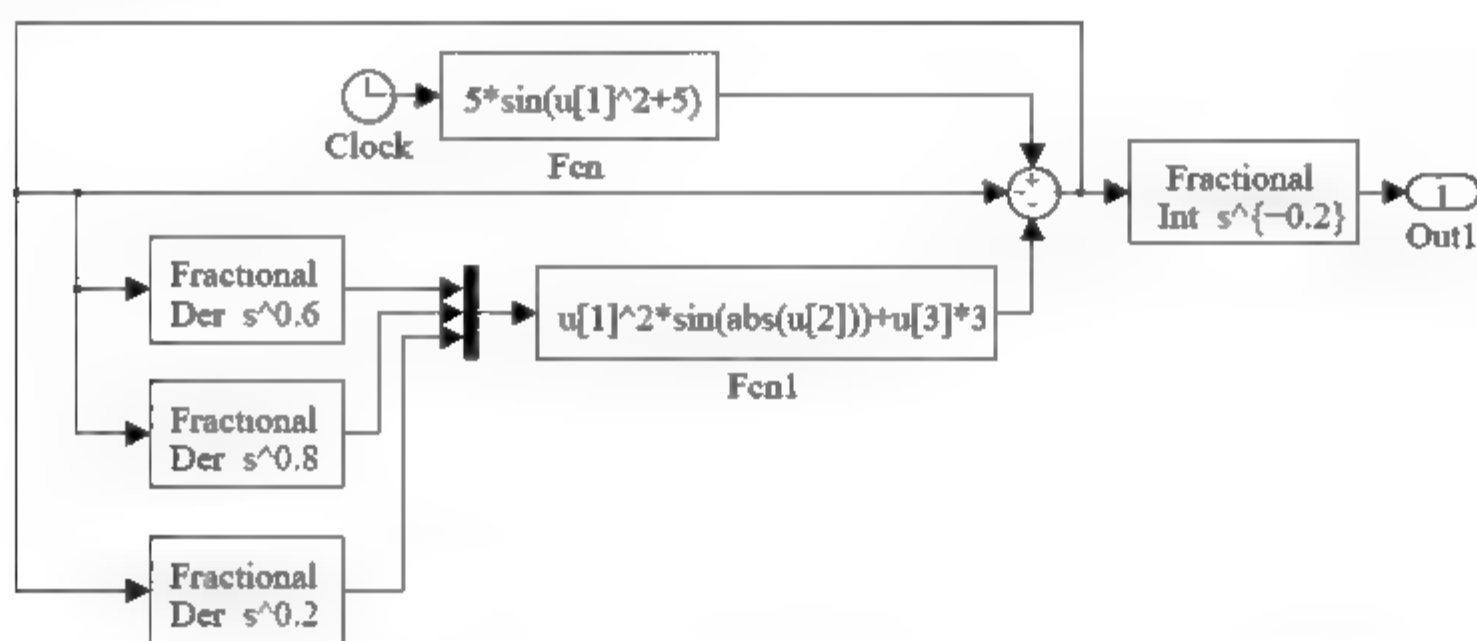 5*sin(u[1]^2+5)
Clock
Fcn
+
-
-
Fractional
Int s^{−0.2}
1
Out1
Fractional
Der s^0.6
u[1]^2*sin(abs(u[2]))+u[3]*3
Fcn1
Fractional
Der s^0.8
Fractional
Der s^0.2